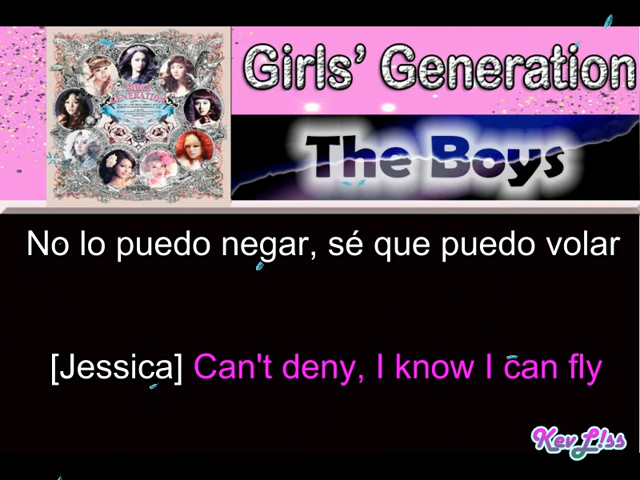 Girls' Generation
The Boys
No lo puedo negar, sé que puedo volar
[Jessica] Can't deny, I know I can fly
KevL!ss